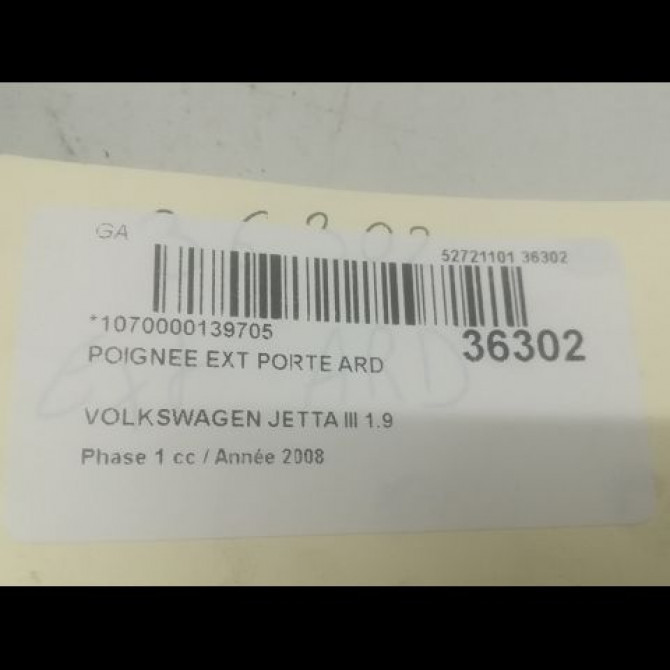 GA
52721101 36302
*1070000139705
36302
POIGNEE EXT PORTE ARD
VOLKSWAGEN JETTA III 1.9
Phase 1 cc / Année 2008